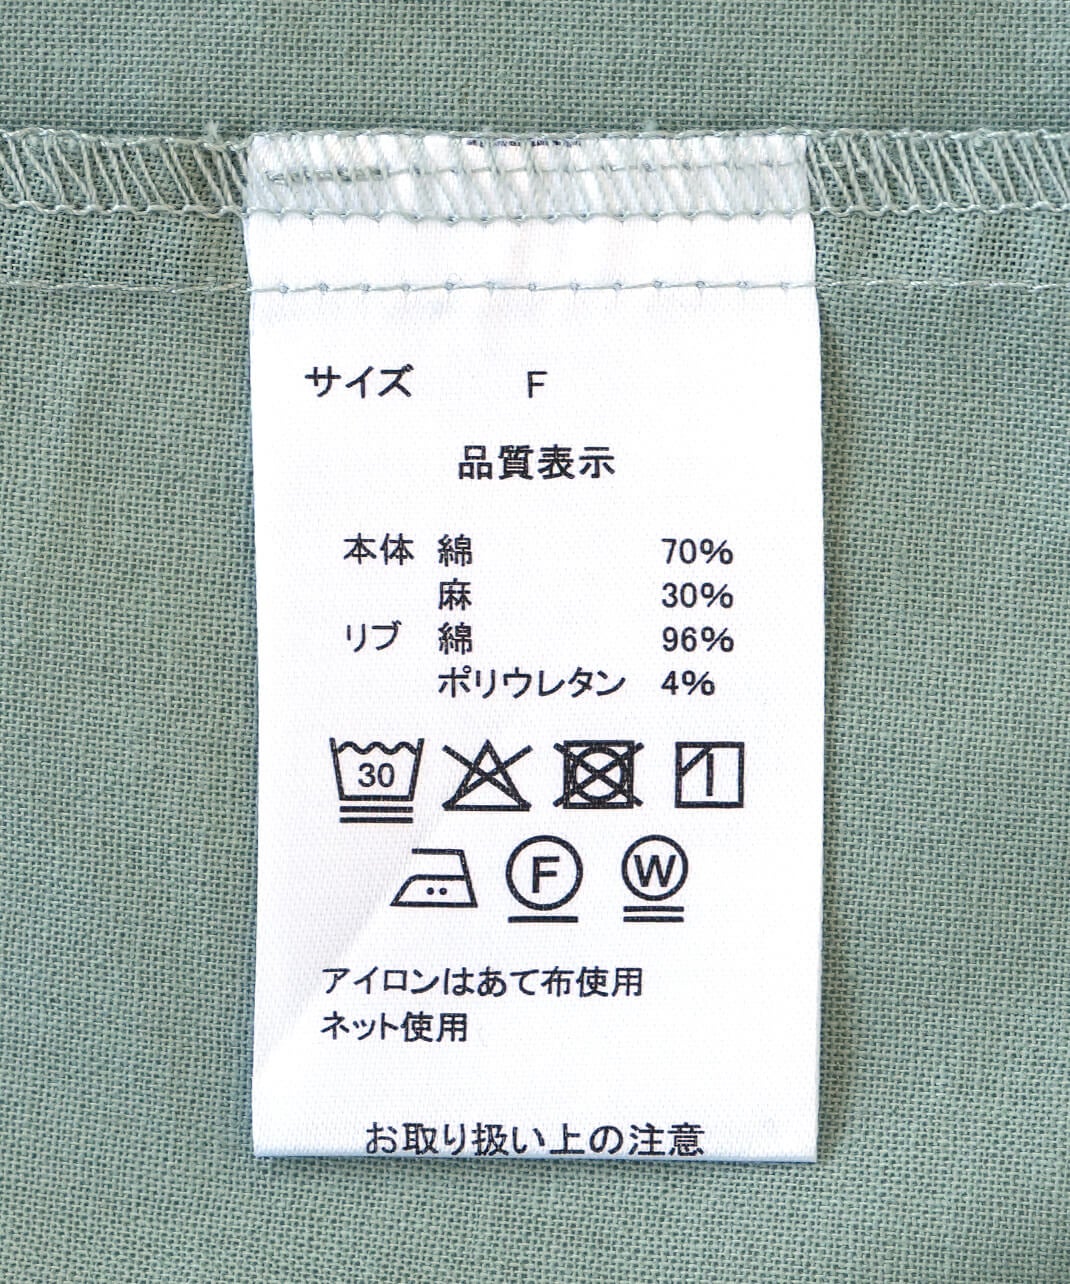 サイズ F
品質表示
本体 綿 70%
麻 30%
リブ 綿 96%
ポリウレタン 4%
30
F W
アイロンはあて布使用
ネット使用
お取り扱い上の注意